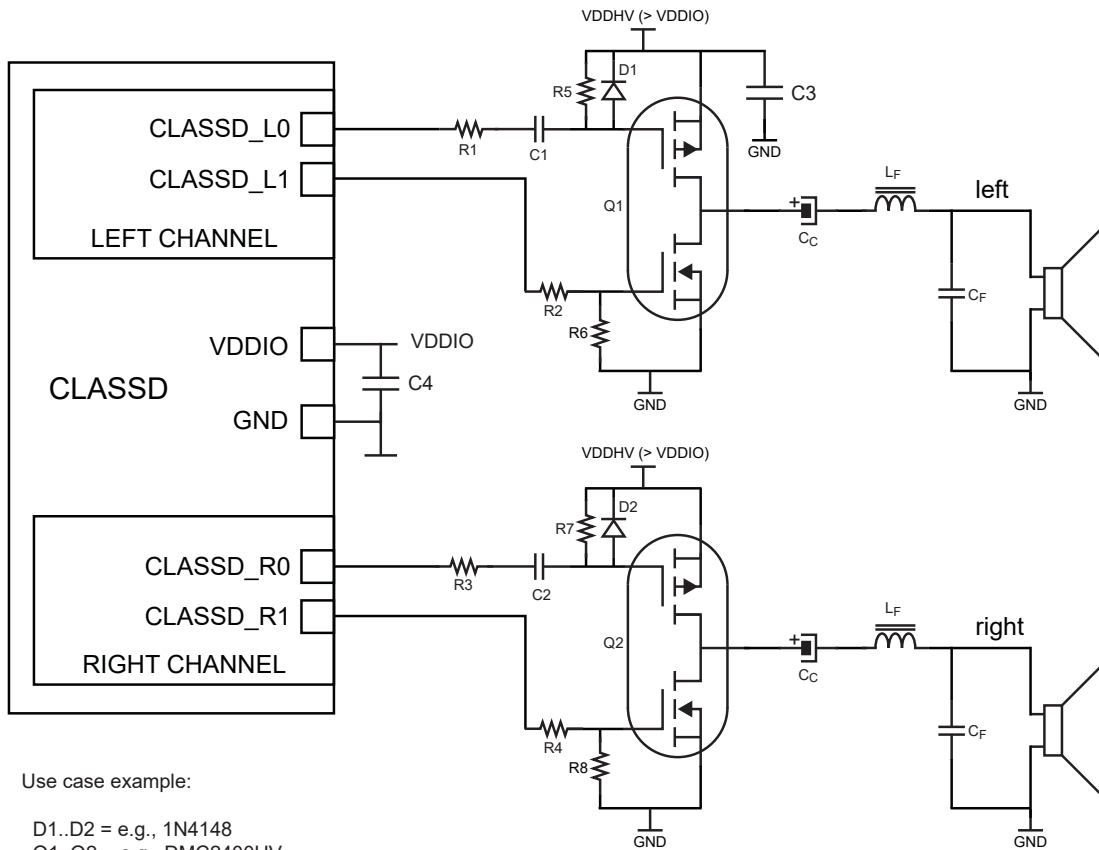 VDDHV (> VDDIO)
D1
R5
C3
CLASSD_L0
R1
C1
GND
CLASSD_L1
LF
left
Q1
+
CC
LEFT CHANNEL
CF
R2
R6
VDDIO
VDDIO
CLASSD
C4
GND
GND
GND
VDDHV (> VDDIO)
D2
R7
CLASSD_R0
R3
C2
CLASSD_R1
LF
right
Q2
+
CC
RIGHT CHANNEL
CF
R4
R8
Use case example:
GND
GND
D1..D2 = e.g., 1N4148
Q1..Q2 = e.g.,